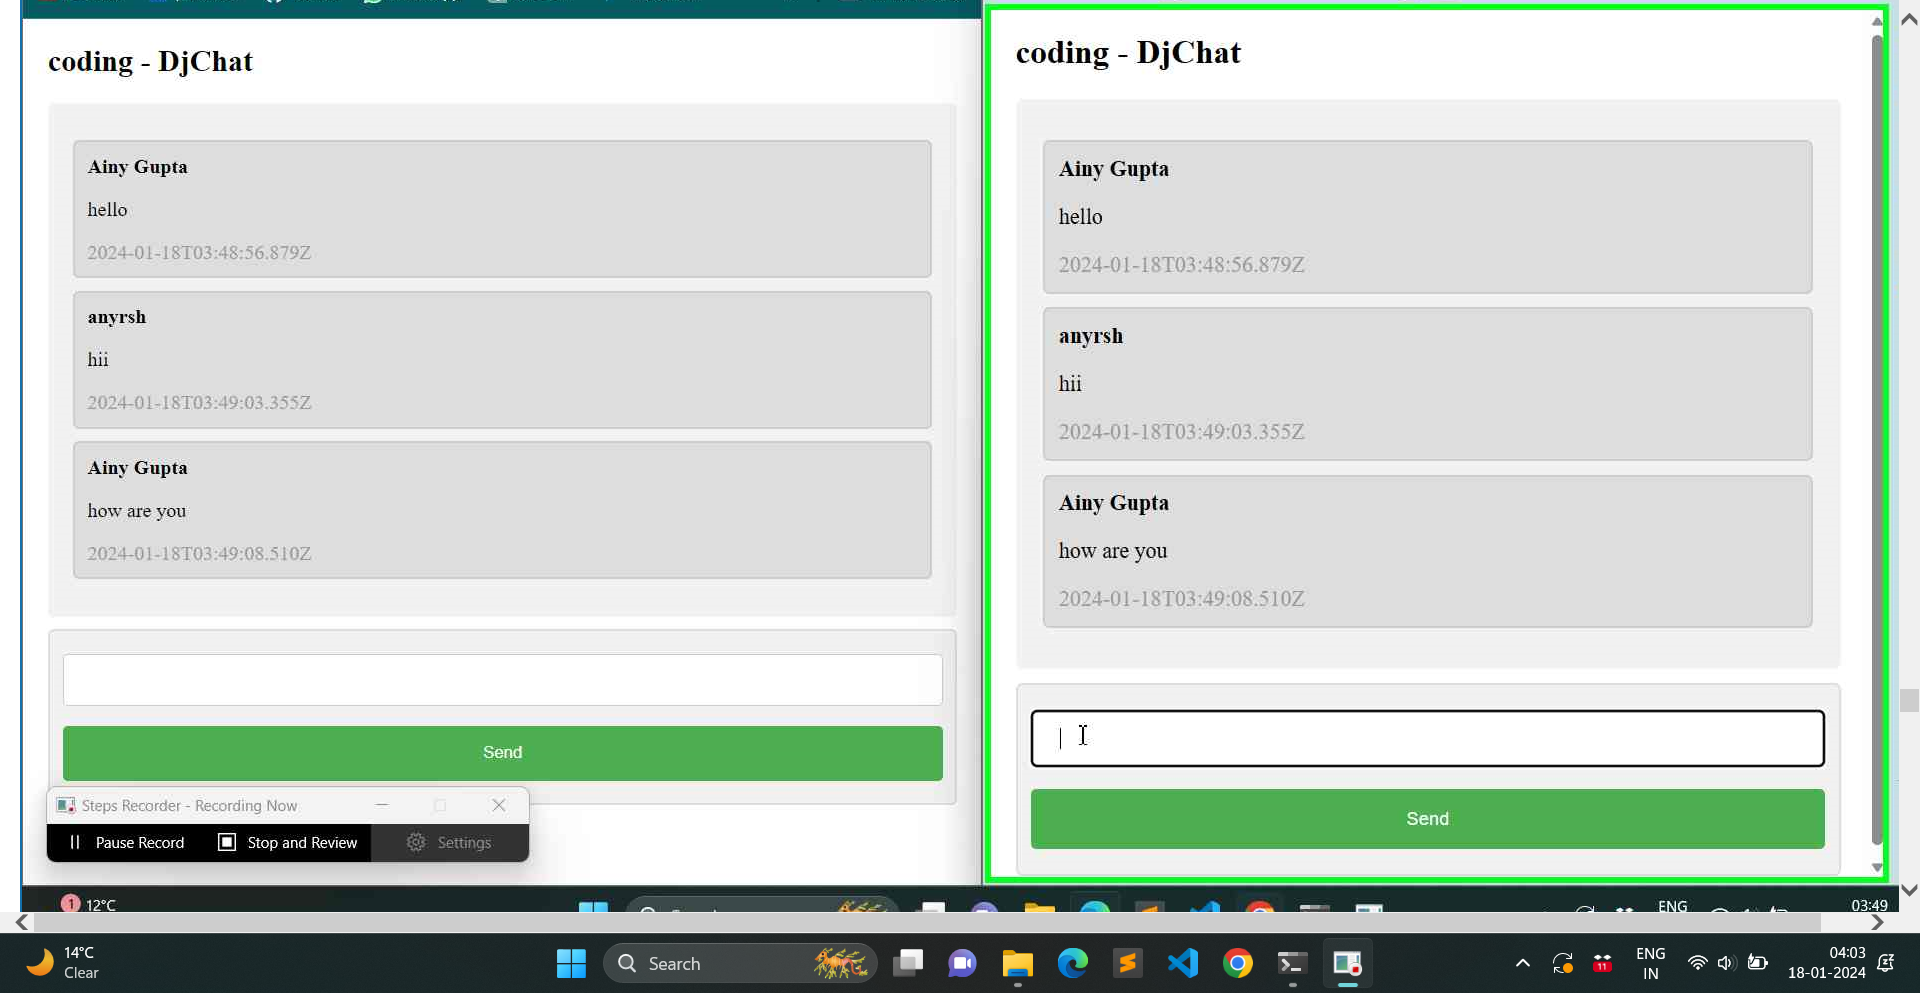 coding - DjChat
Ainy Gupta
hello
2024-01-18T03:48:56.879Z
anyrsh
hii
2024-01-18T03:49:03.355Z
Ainy Gupta
how are you
2024-01-18T03:49:08.510Z
Send
Steps Recorder - Recording Now
Pause Record
Stop and Review
Settings
coding - DjChat
Ainy Gupta
hello
2024-01-18T03:48:56.879Z
anyrsh
hii
2024-01-18T03:49:03.355Z
Ainy Gupta
how are you
2024-01-18T03:49:08.510Z
Send
1
12°C
ENG
03:49
14°C
Clear
Search
11
ENG
IN
04:03
18-01-2024